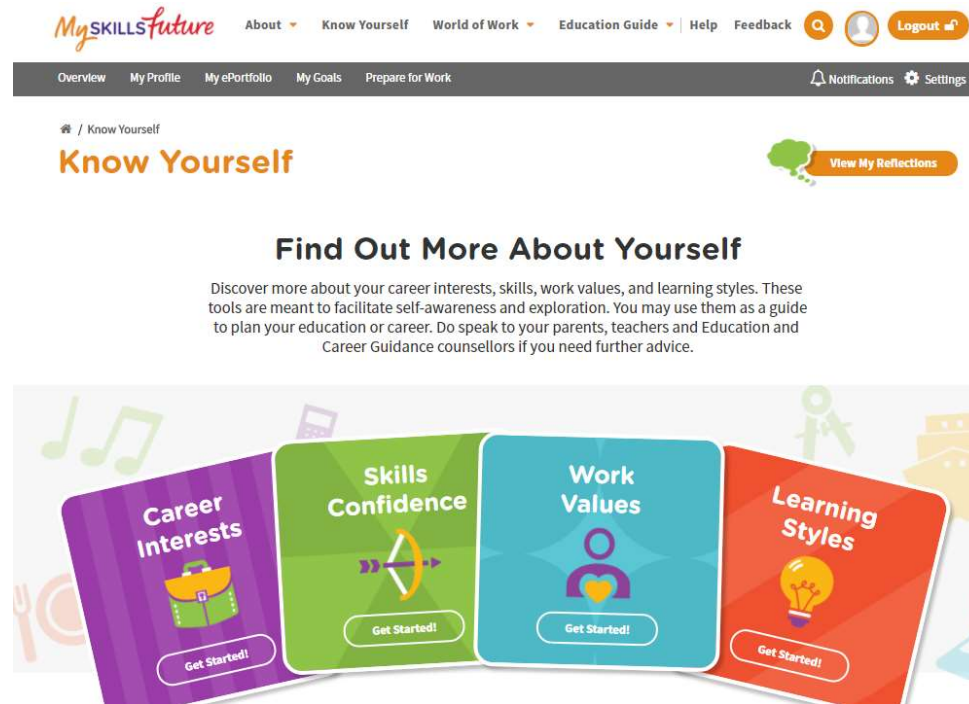 MySKILLSfuture
About
Know Yourself
World of Work
Education Guide
Help
Feedback
Logout
Overview
My Profile
My ePortfolio
My Goals
Prepare for Work
Notifications
Settings
/ Know Yourself
Know Yourself
View My Reflections
Find Out More About Yourself
Discover more about your career interests, skills, work values, and learning styles. These
tools are meant to facilitate self-awareness and exploration. You may use them as a guide
to plan your education or career. Do speak to your parents, teachers and Education and
Career Guidance counsellors if you need further advice.
Career
Interests
Get Started!
Skills
Confidence
Get Started!
Work
Values
Get Started!
Learning
Styles
Get Started!